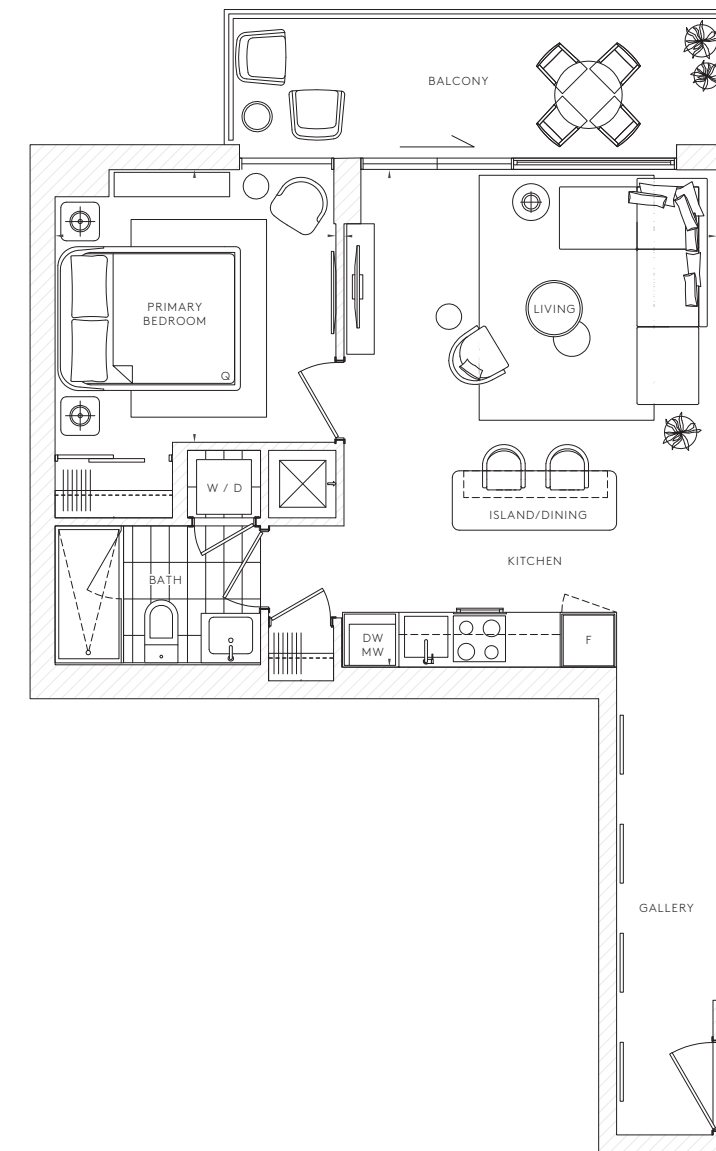 BALCONY
PRIMARY
BEDROOM
LIVING
Q
W / D
ISLAND/DINING
BATH
KITCHEN
DW
MW
F
GALLERY